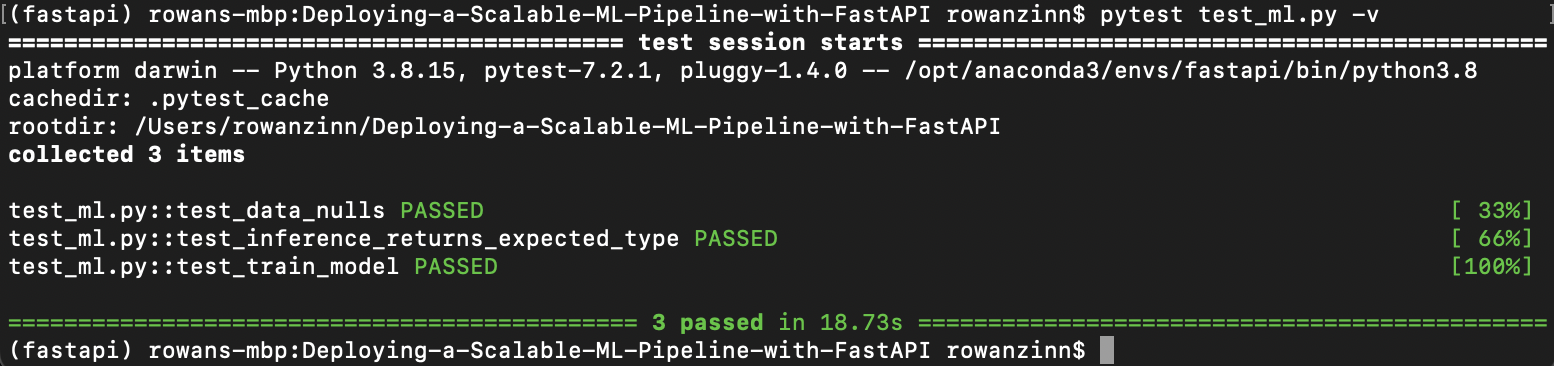 [(fastapi) rowans-mbp:Deploying-a-Scalable-ML-Pipeline-with-FastAPI rowanzinn$ pytest test_ml.py -v ]
============================================ test session starts =============================================
platform darwin -- Python 3.8.15, pytest-7.2.1, pluggy-1.4.0 -- /opt/anaconda3/envs/fastapi/bin/python3.8
cachedir: .pytest_cache
rootdir: /Users/rowanzinn/Deploying-a-Scalable-ML-Pipeline-with-FastAPI
collected 3 items
test_ml.py::test_data_nulls PASSED [ 33%]
test_ml.py::test_inference_returns_expected_type PASSED [ 66%]
test_ml.py::test_train_model PASSED [100%]
============================================= 3 passed in 18.73s =============================================
(fastapi) rowans-mbp:Deploying-a-Scalable-ML-Pipeline-with-FastAPI rowanzinn$